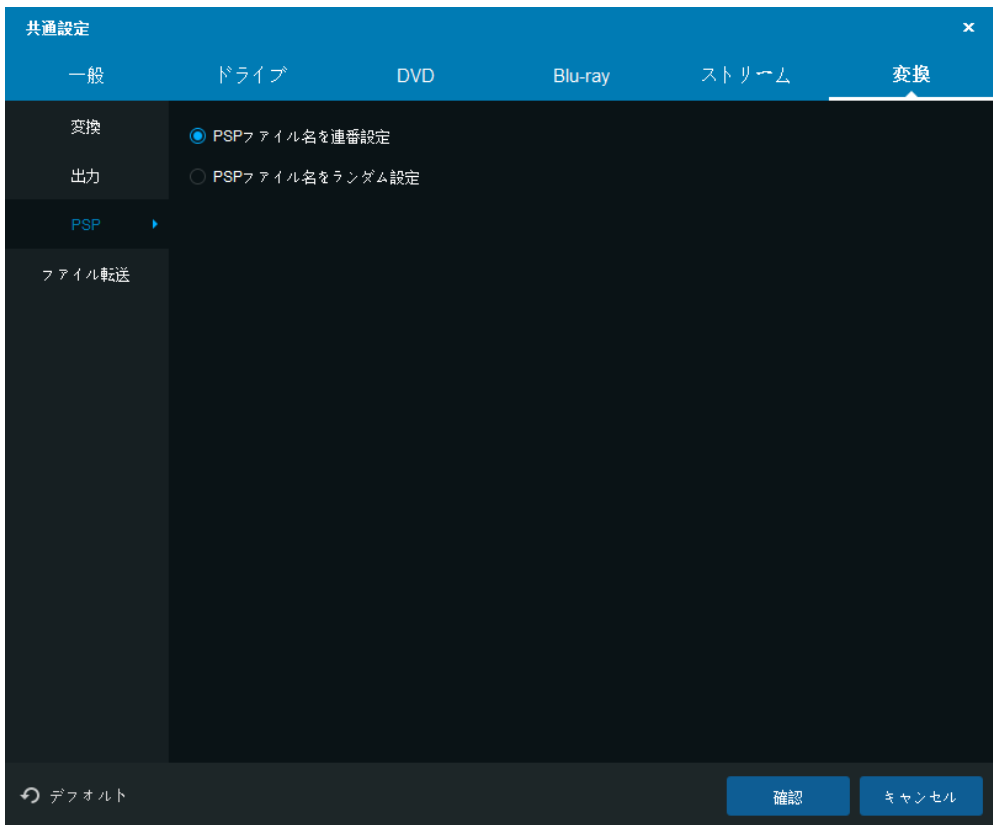 共通設定
一般 ドライブ DVD Blu-ray ストリーム 変換
変換
出力
PSP
ファイル転送
PSPファイル名を連番設定
PSPファイル名をランダム設定
デフォルト 確認 キャンセル